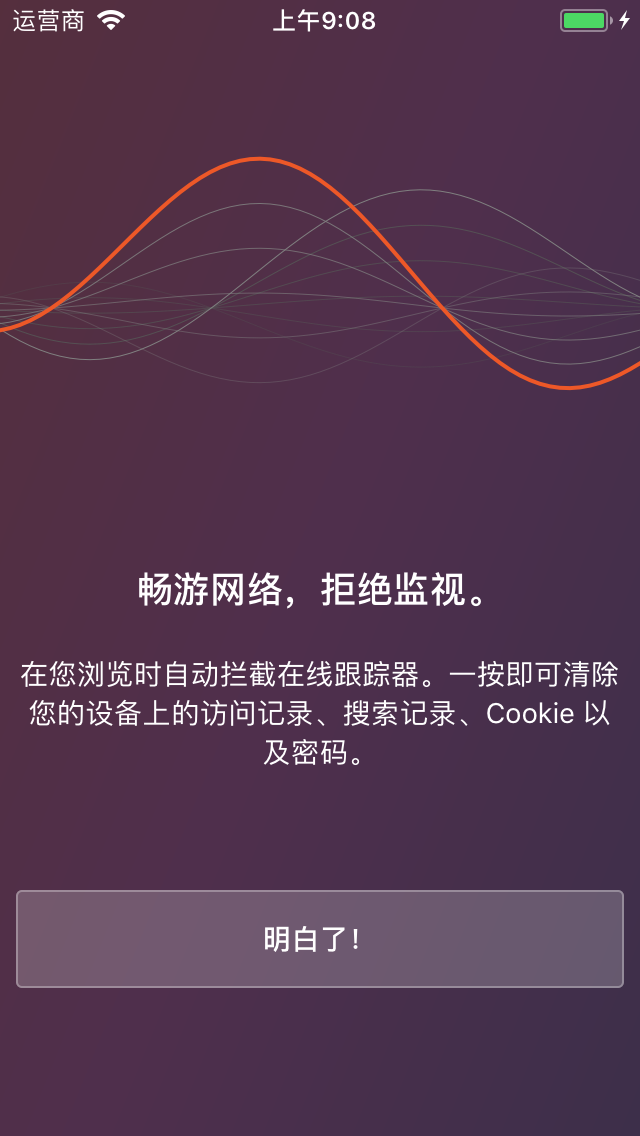 运营商 上午9:08
畅游网络，拒绝监视。
在您浏览时自动拦截在线跟踪器。一按即可清除
您的设备上的访问记录、搜索记录、Cookie 以
及密码。
明白了！